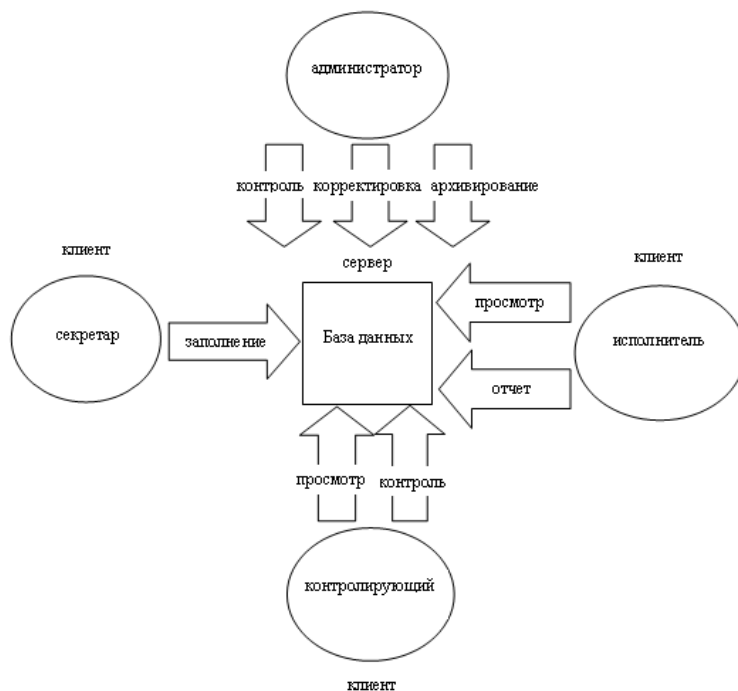 администратор
контроль корректировка архивирование
клиент
сервер
клиент
просмотр
секретар
заполнение
База данных
исполнитель
отчет
просмотр контроль
контролирующий
клиент